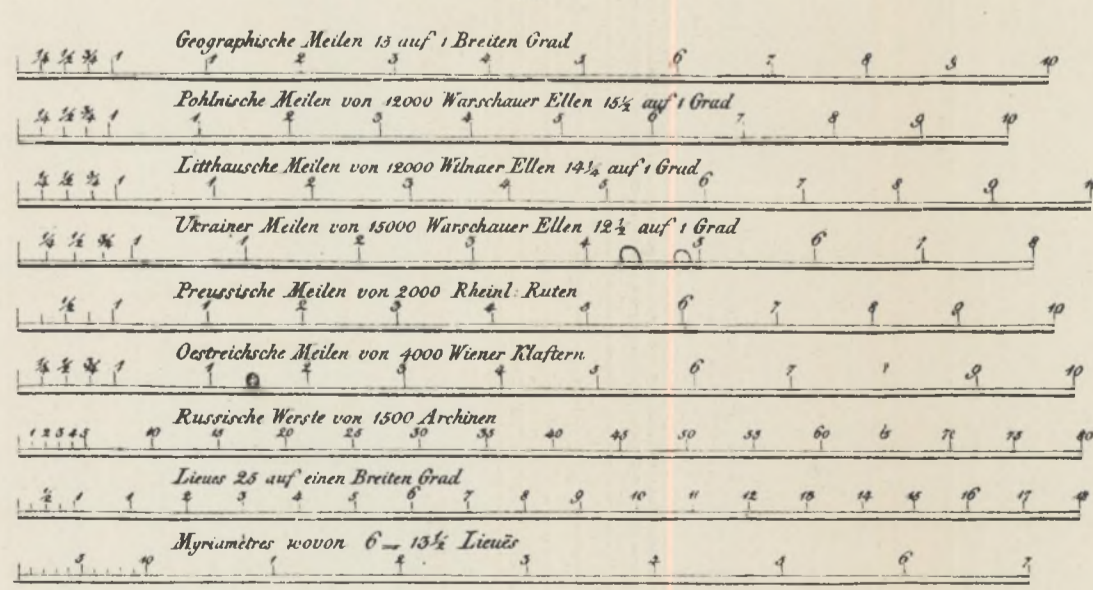 Geographische Meilen 15 auf 1 Breiten Grad
1/4 1/2 3/4 1 1 2 3 4 5 6 7 8 9 10
Pohlnische Meilen von 12000 Warschauer Ellen 15½ auf 1 Grad
1/4 1/2 3/4 1 1 2 3 4 5 6 7 8 9 10
Litthausche Meilen von 12000 Wilnaer Ellen 14¼ auf 1 Grad
1/4 1/2 3/4 1 1 2 3 4 5 6 7 8 9
Ukrainer Meilen von 15000 Warschauer Ellen 12½ auf 1 Grad
1/4 1/2 3/4 1 1 2 3 4 5 6 7 8
Preussische Meilen von 2000 Rheinl: Ruten
1/2 1 1 2 3 4 5 6 7 8 9 10
Oestreichsche Meilen von 4000 Wiener Klaftern
1/4 1/2 3/4 1 1 2 3 4 5 6 7 9 10
Russische Werste von 1500 Archinen
1 2 3 4 5 10 15 20 25 30 35 40 45 50 55 60 65 70 75 80
Lieues 25 auf einen Breiten Grad
1/2 1 1 2 3 4 5 6 7 8 9 10 11 12 13 14 15 16 17 18
Myriamètres wovon 6 = 13½ Lieuës
5 10 1 2 3 4 5 6 7